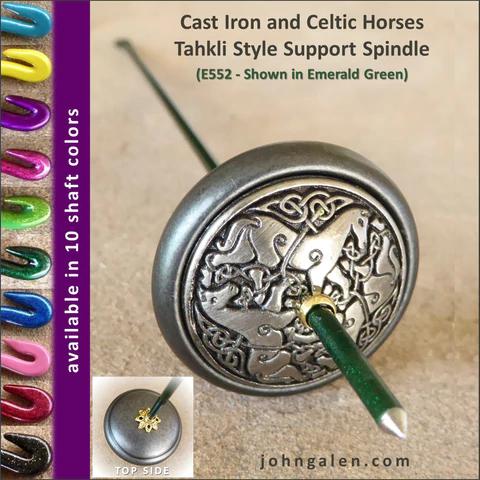 Cast Iron and Celtic Horses
Tahkli Style Support Spindle
(E552 - Shown in Emerald Green)
available in 10 shaft colors
TOP SIDE
johngalen.com